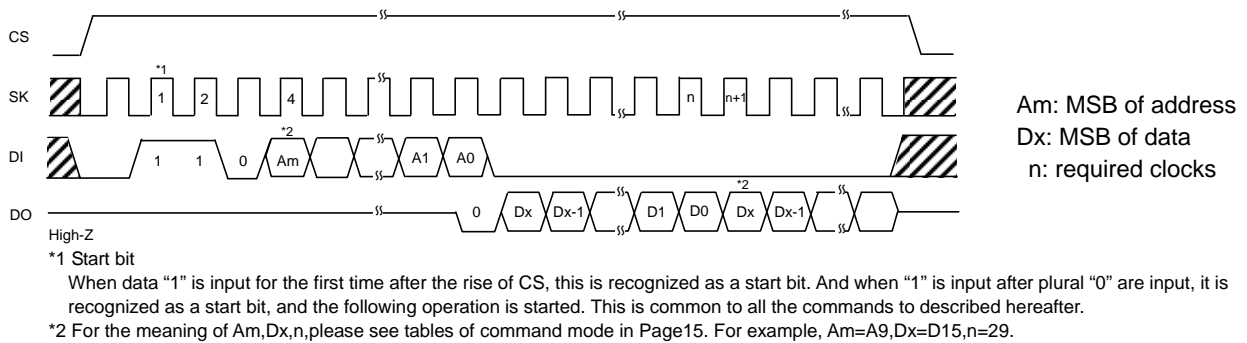 CS
*1
SK 1 2 4 n n+1
*2
DI 1 1 0 Am A1 A0
*2
DO 0 Dx Dx-1 D1 D0 Dx Dx-1
High-Z
Am: MSB of address
Dx: MSB of data
n: required clocks
*1 Start bit
When data “1” is input for the first time after the rise of CS, this is recognized as a start bit. And when “1” is input after plural “0” are input, it is
recognized as a start bit, and the following operation is started. This is common to all the commands to described hereafter.
*2 For the meaning of Am,Dx,n,please see tables of command mode in Page15. For example, Am=A9,Dx=D15,n=29.